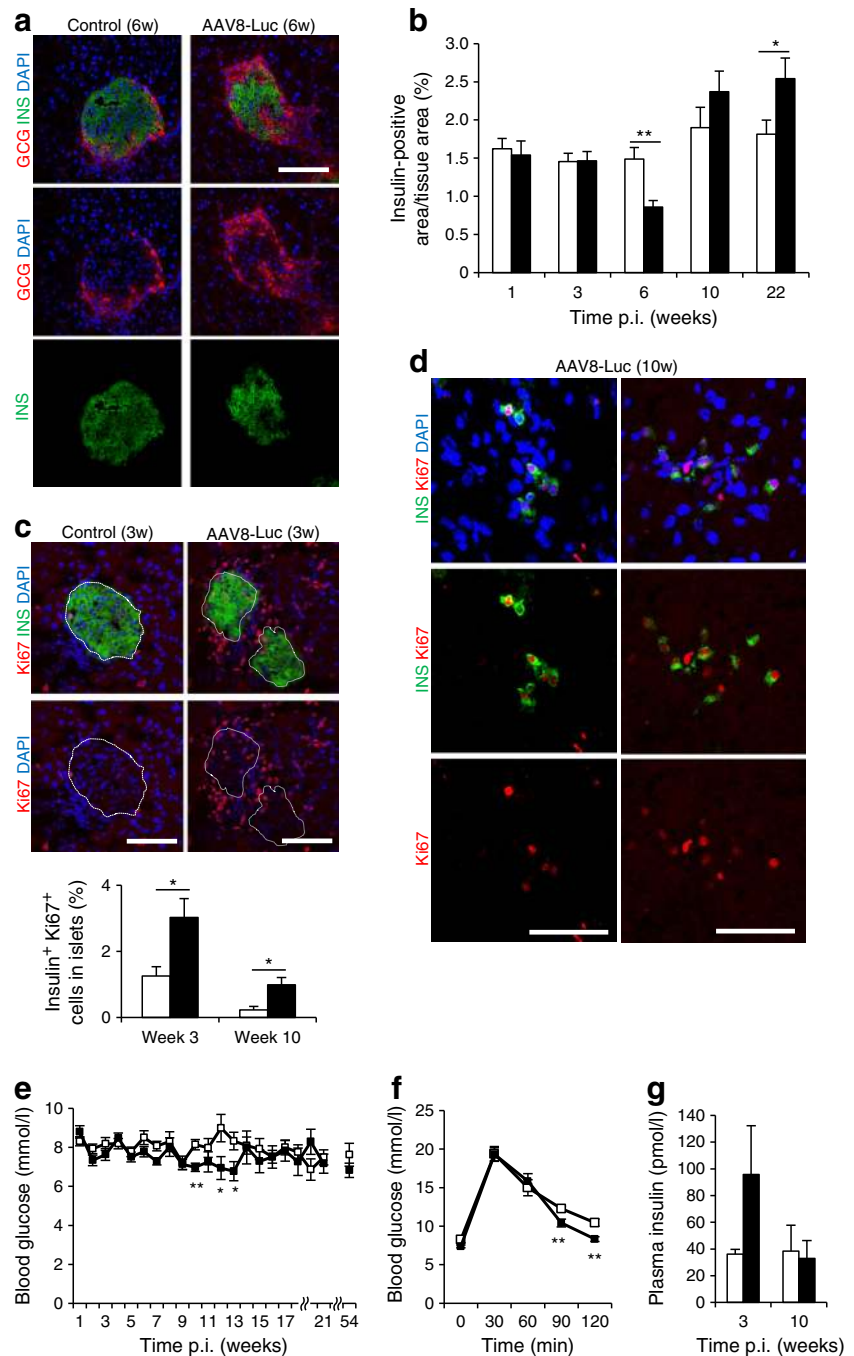 a
Control (6w)
AAV8-Luc (6w)
GCG INS DAPI
GCG DAPI
INS
b
Insulin-positive
area/tissue area (%)
3.0
2.5
2.0
1.5
1.0
0.5
0
**
*
1
3
6
10
22
Time p.i. (weeks)
c
Control (3w)
AAV8-Luc (3w)
Ki67 INS DAPI
Ki67 DAPI
Insulin+ Ki67+
cells in islets (%)
4
2
0
*
*
Week 3
Week 10
d
AAV8-Luc (10w)
INS Ki67 DAPI
INS Ki67
Ki67
e
Blood glucose (mmol/l)
10
8
6
4
2
0
**
*
*
1
3
5
7
9
11
13
15
17
21
54
Time p.i. (weeks)
f
Blood glucose (mmol/l)
25
20
15
10
5
0
**
**
0
30
60
90
120
Time (min)
g
Plasma insulin (pmol/l)
140
120
100
80
60
40
20
0
3
10
Time p.i. (weeks)